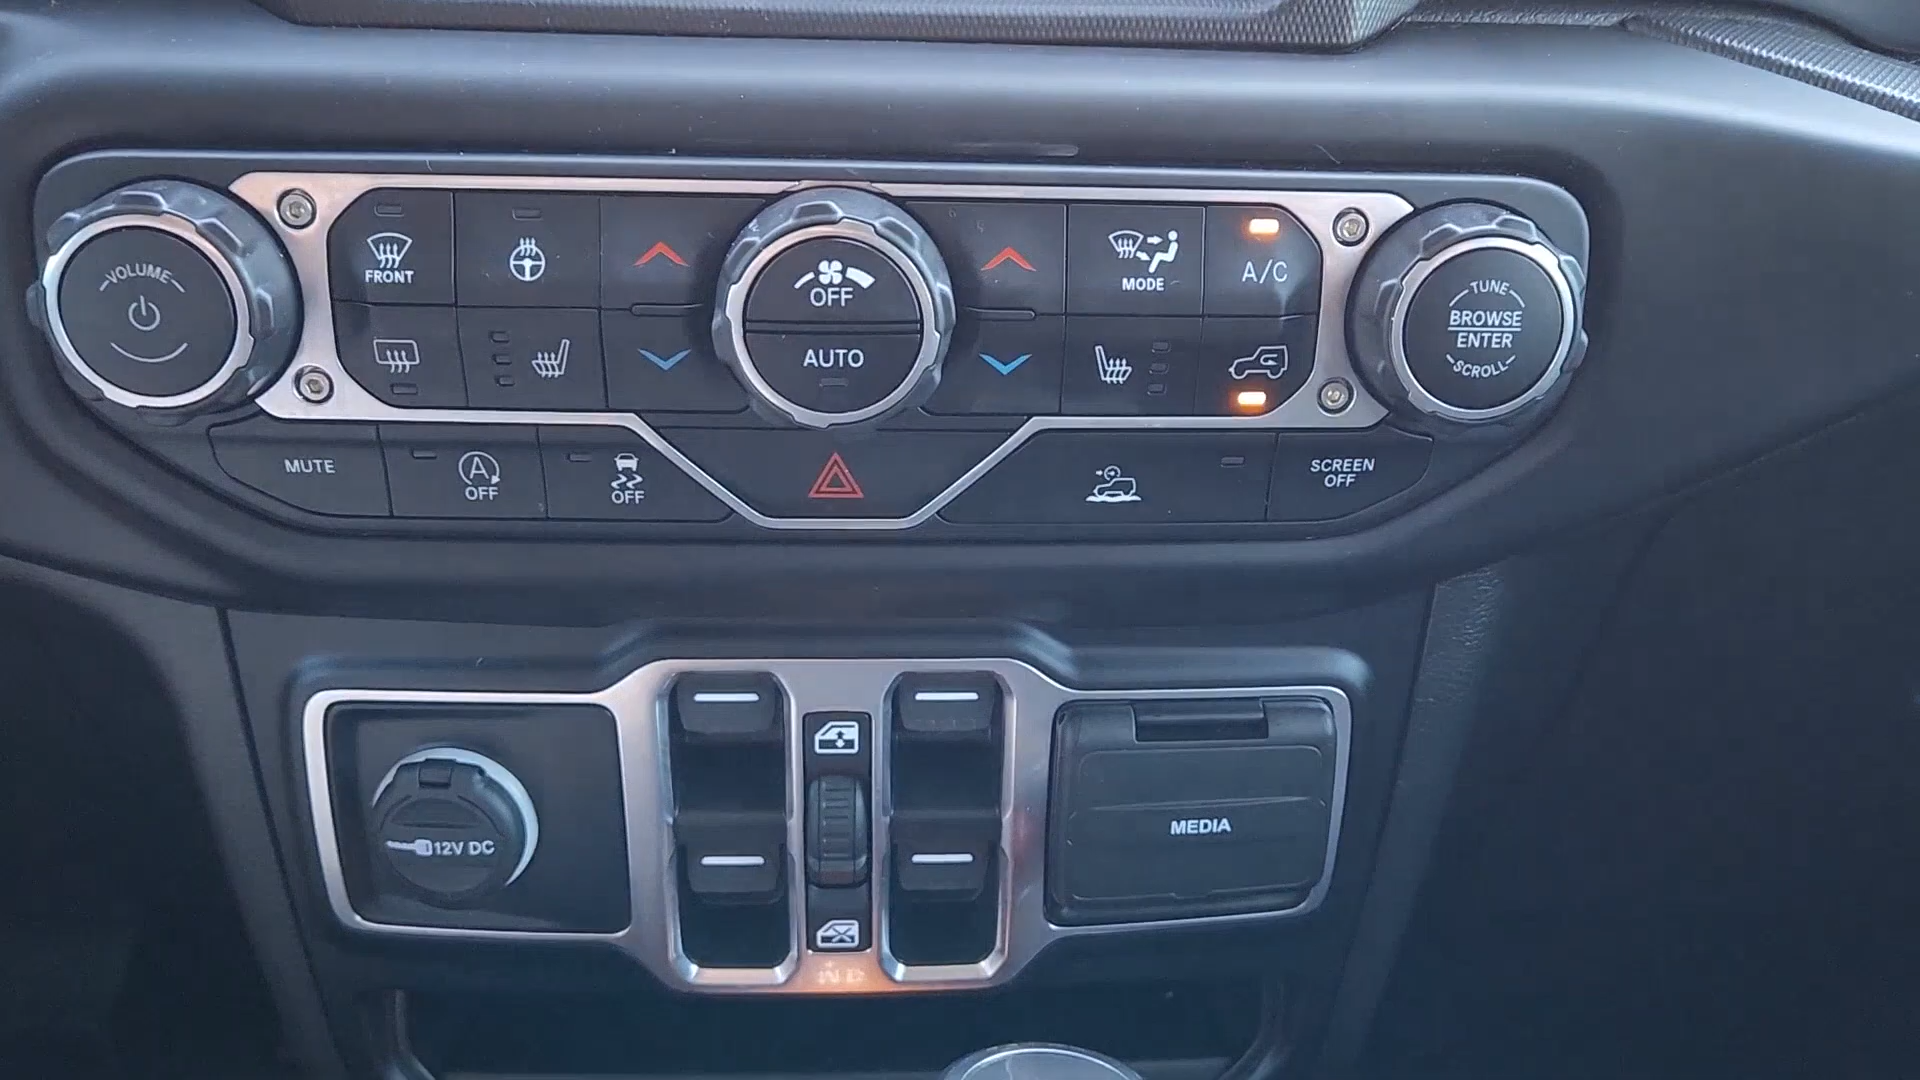 VOLUME
FRONT
OFF
AUTO
MODE
A/C
TUNE
BROWSE
ENTER
SCROLL
MUTE
A
OFF
OFF
SCREEN
OFF
12V DC
MEDIA